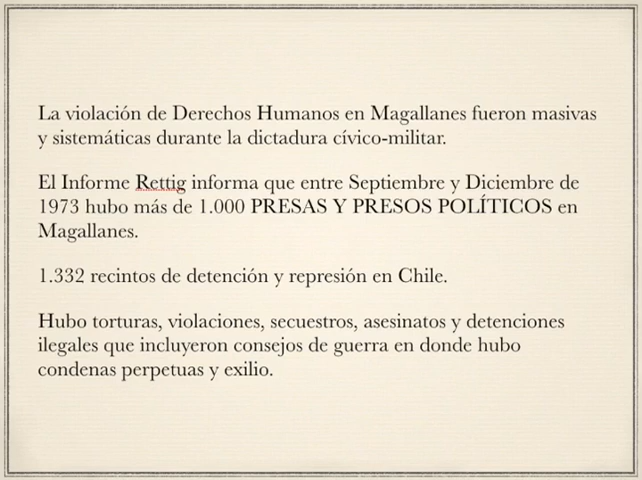 La violación de Derechos Humanos en Magallanes fueron masivas
y sistemáticas durante la dictadura cívico-militar.
El Informe Rettig informa que entre Septiembre y Diciembre de
1973 hubo más de 1.000 PRESAS Y PRESOS POLÍTICOS en
Magallanes.
1.332 recintos de detención y represión en Chile.
Hubo torturas, violaciones, secuestros, asesinatos y detenciones
ilegales que incluyeron consejos de guerra en donde hubo
condenas perpetuas y exilio.